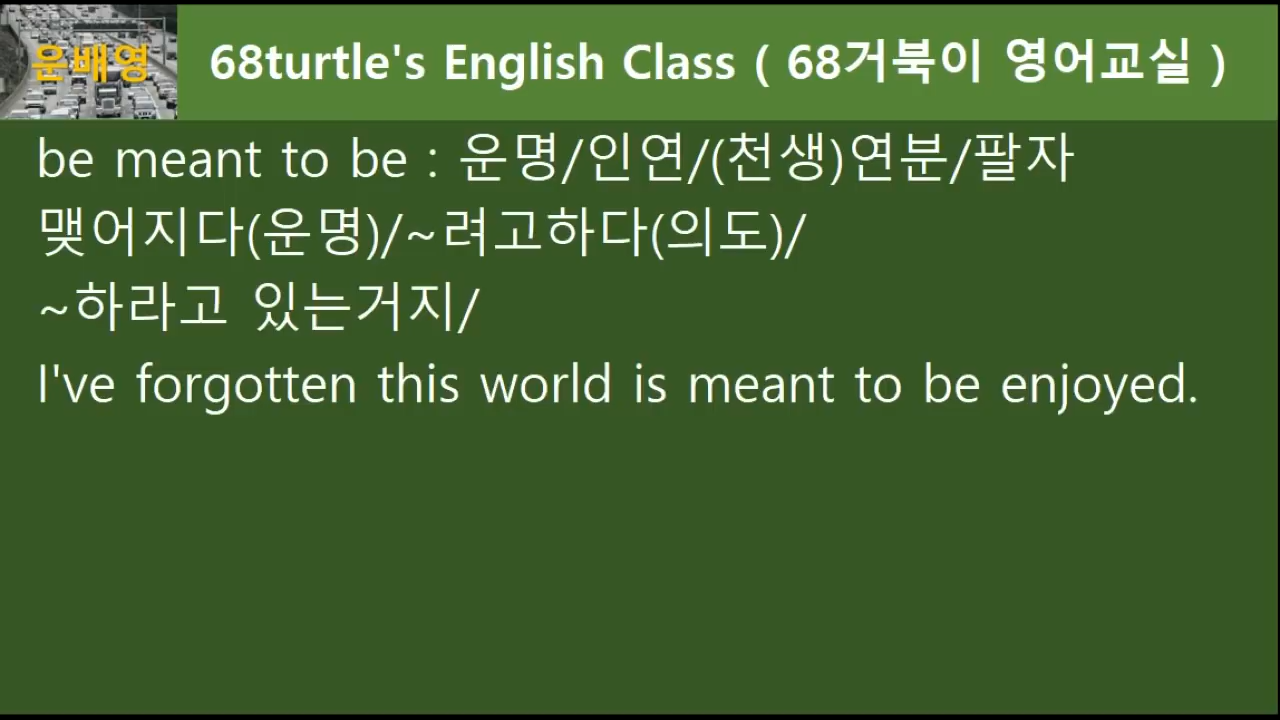 운배영
68turtle's English Class ( 68거북이 영어교실 )
be meant to be : 운명/인연/(천생)연분/팔자
맺어지다(운명)/~려고하다(의도)/
~하라고 있는거지/
I've forgotten this world is meant to be enjoyed.